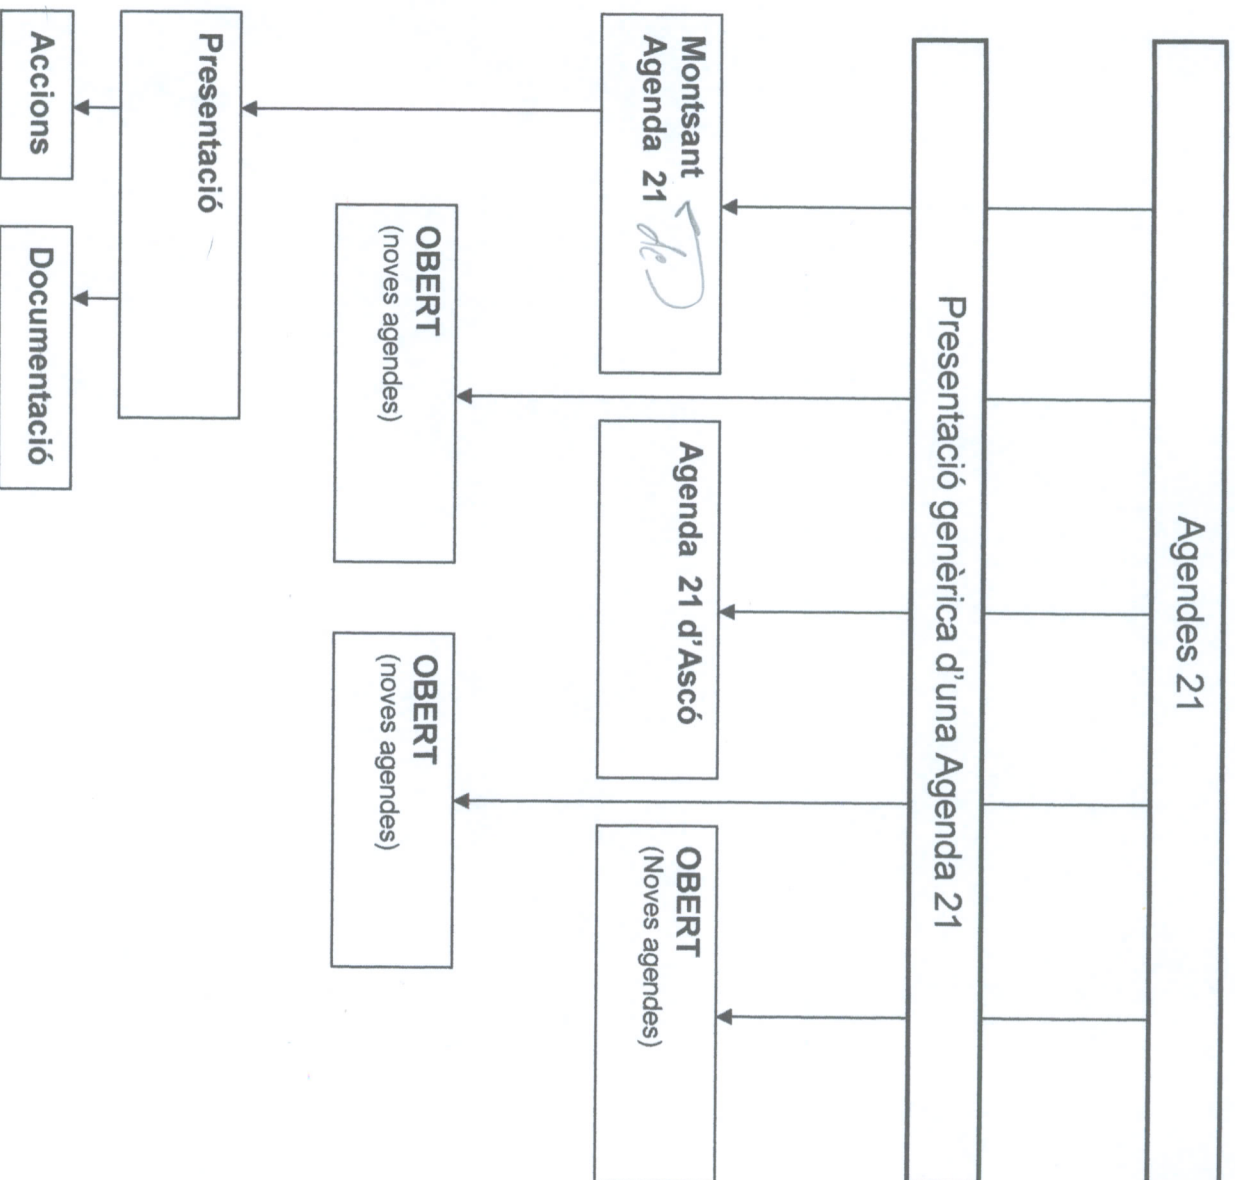 Agendes 21
Presentació genèrica d'una Agenda 21
Montsant
Agenda 21 de
Agenda 21 d'Ascó
OBERT
(Noves agendes)
OBERT
(noves agendes)
OBERT
(noves agendes)
Presentació
Accions
Documentació